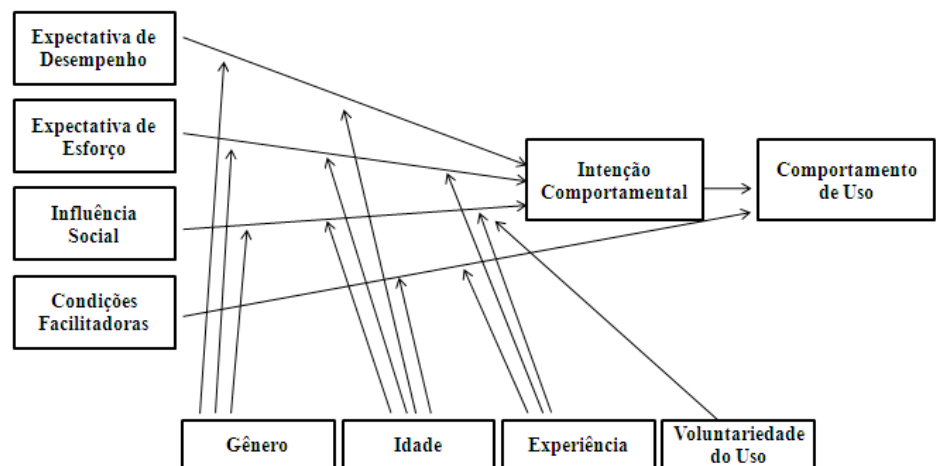 Expectativa de
Desempenho
Expectativa de
Esforço
Influência
Social
Condições
Facilitadoras
Intenção
Comportamental
Comportamento
de Uso
Gênero
Idade
Experiência
Voluntariedade
do Uso